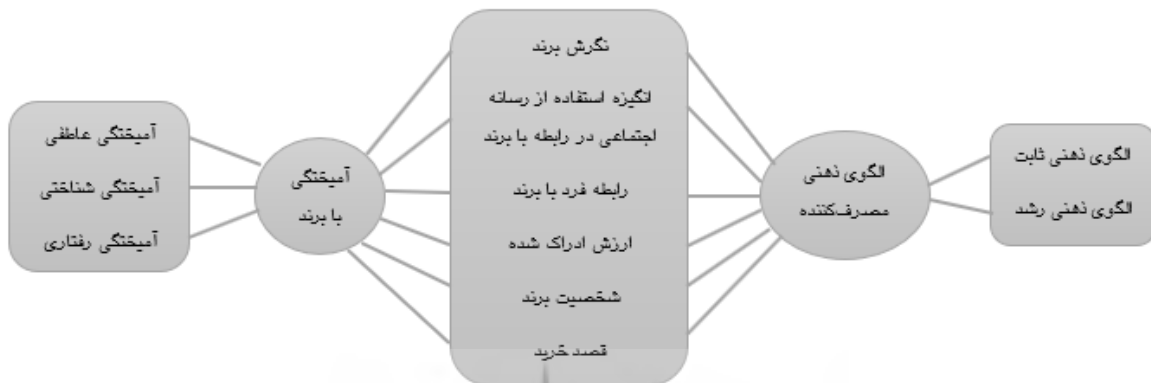 الگوی ذهنی ثابت
الگوی ذهنی رشد
الگوی ذهنی
مصرف‌کننده
نگرش برند
انگیزه استفاده از رسانه
اجتماعی در رابطه با برند
رابطه فرد با برند
ارزش ادراک شده
شخصیت برند
قصد خرید
آمیختگی
با برند
آمیختگی عاطفی
آمیختگی شناختی
آمیختگی رفتاری